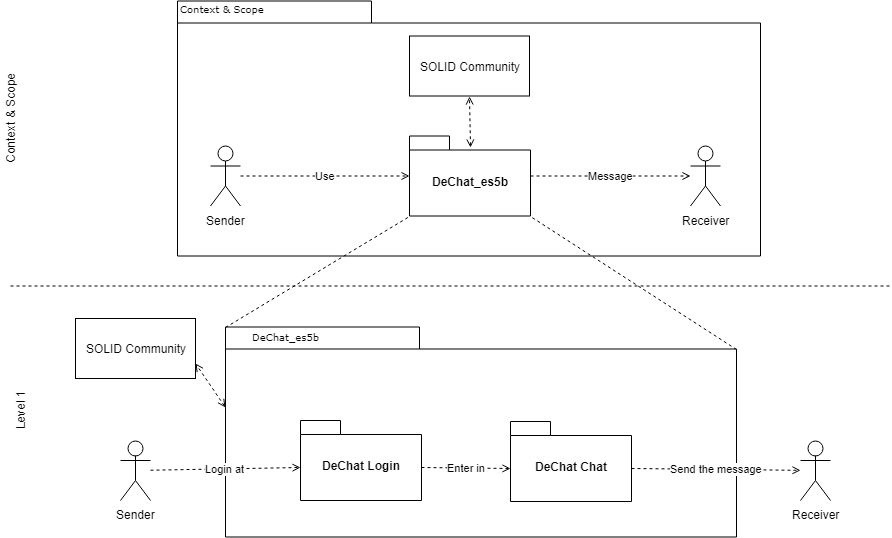 Context & Scope
Context & Scope
SOLID Community
DeChat_es5b
Use
Message
Sender
Receiver
Level 1
DeChat_es5b
SOLID Community
DeChat Login
DeChat Chat
Login at
Enter in
Send the message
Sender
Receiver